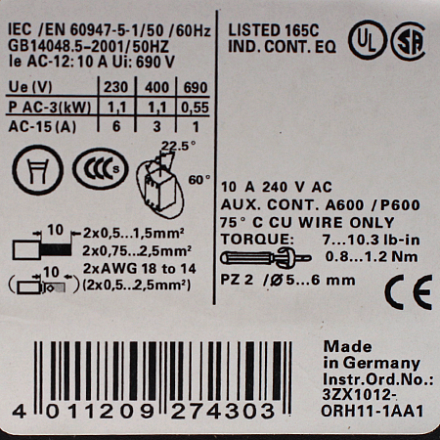 IEC /EN 60947-5-1/50 /60Hz
GB14048.5-2001/50HZ
Ie AC-12: 10 A Ui: 690 V
Ue (V) 230 400 690
P AC-3(kW) 1,1 1,1 0,55
AC-15 (A) 6 3 1
CCC S
22.5°
60°
10 2x0,5...1,5mm²
2x0,75...2,5mm²
10 2xAWG 18 to 14
(2x0,5...2,5mm²)
LISTED 165C
IND. CONT. EQ
UL
SA
10 A 240 V AC
AUX. CONT. A600 /P600
75° C CU WIRE ONLY
TORQUE: 7...10.3 lb-in
0.8...1.2 Nm
PZ 2 /Ø 5...6 mm
CE
4 011209 274303
Made
in Germany
Instr.Ord.No.:
3ZX1012-
ORH11-1AA1